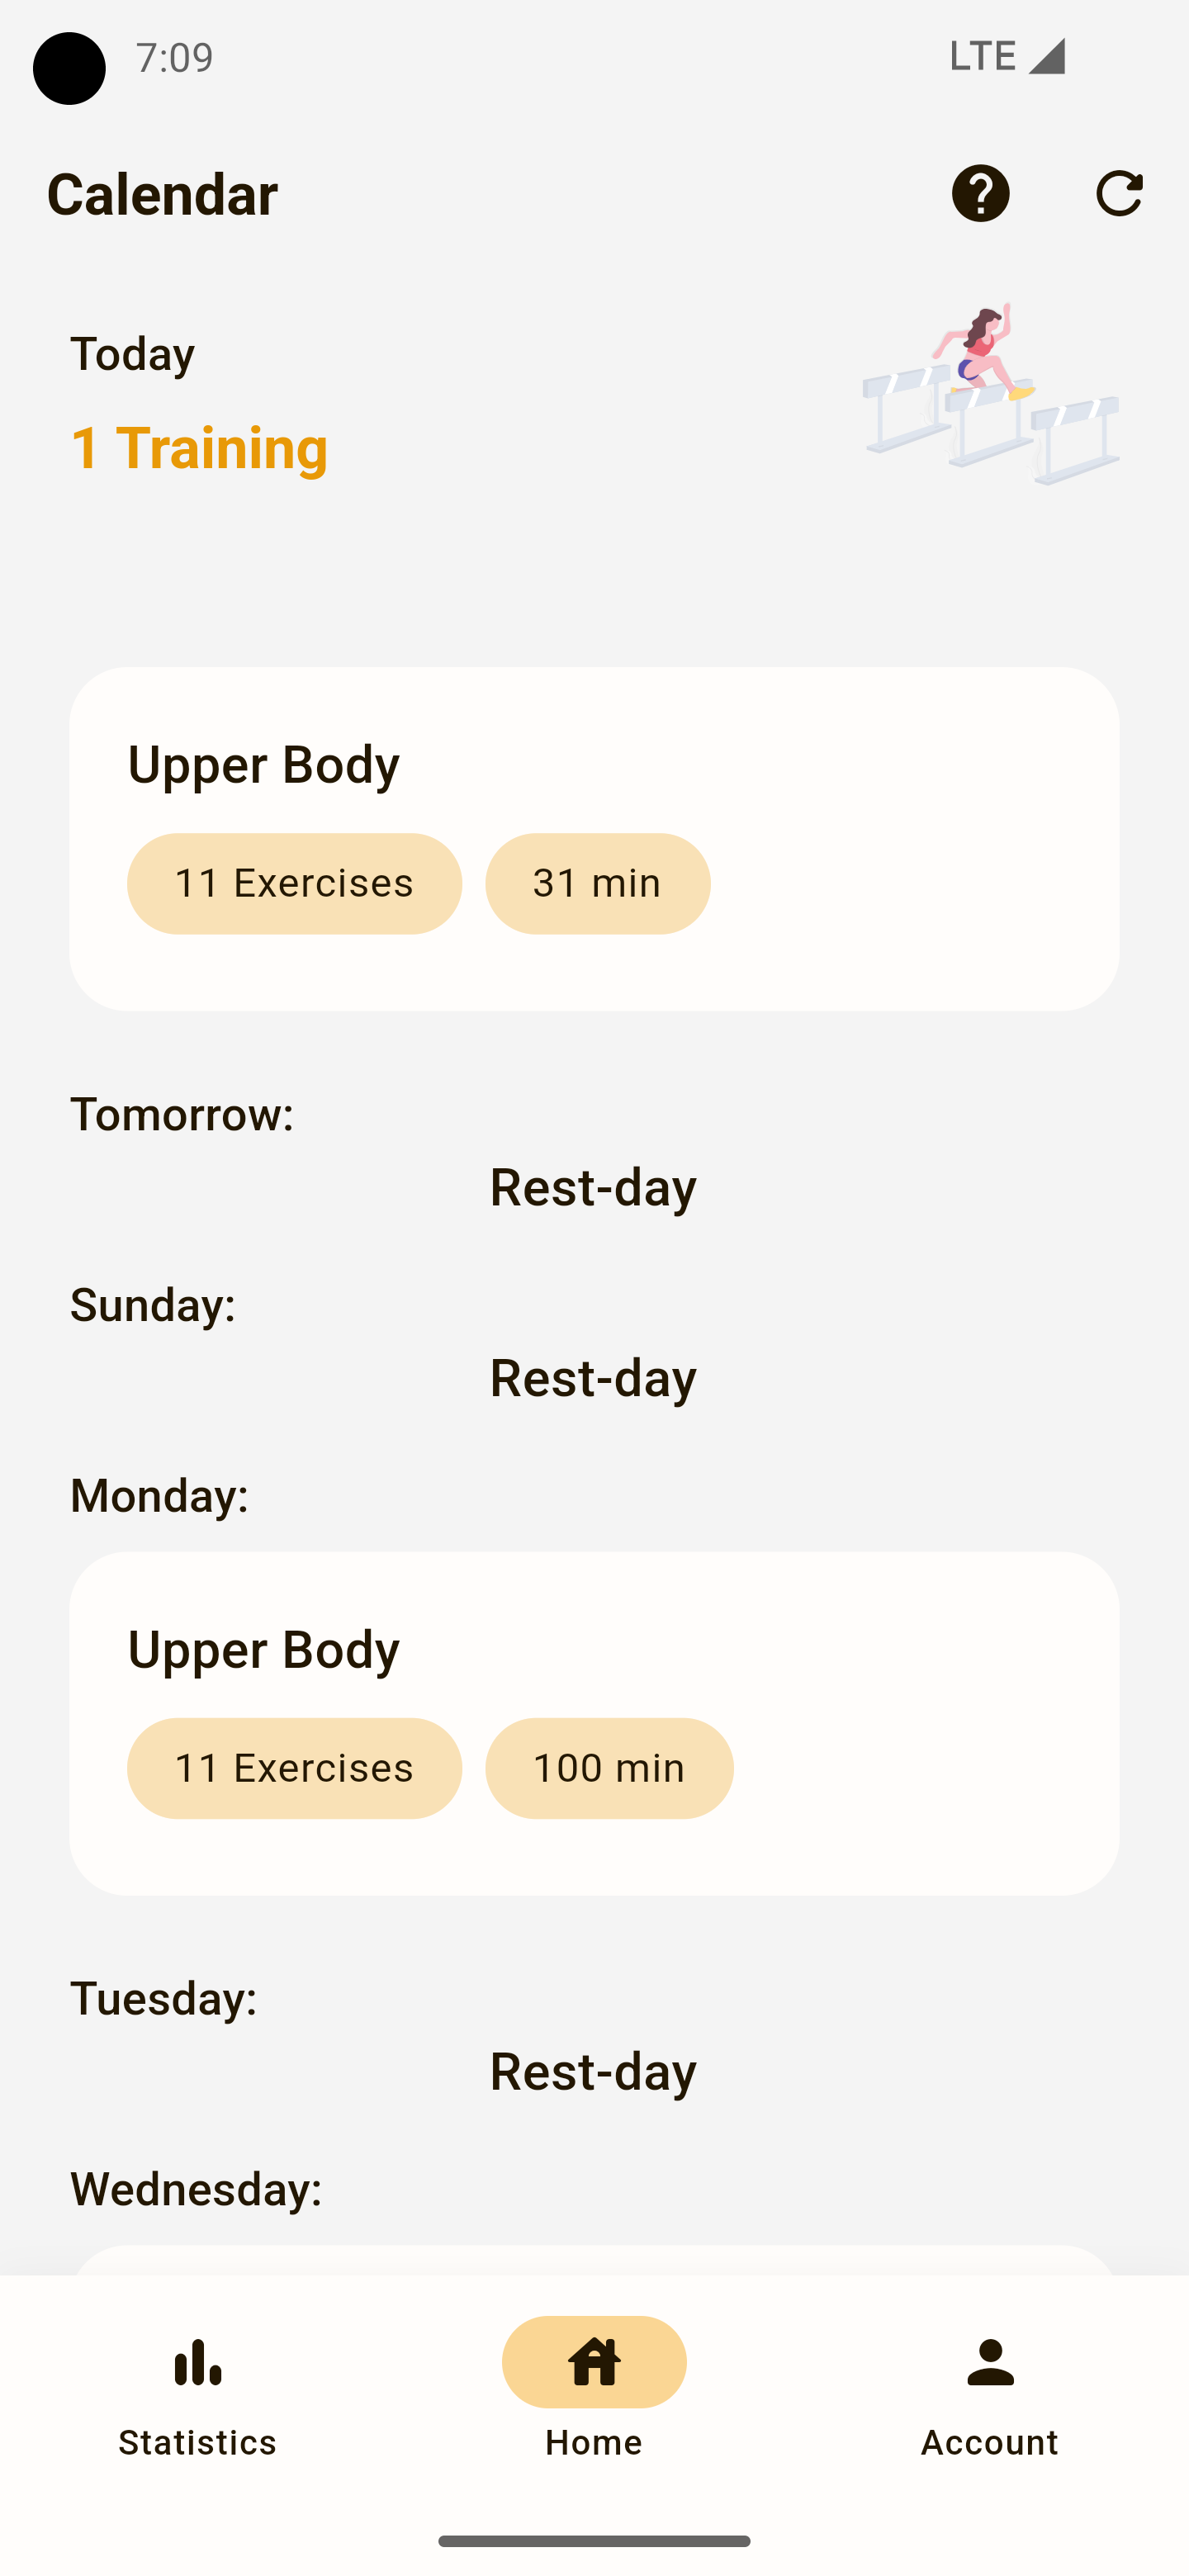 7:09
LTE
Calendar
Today
1 Training
Upper Body
11 Exercises
31 min
Tomorrow:
Rest-day
Sunday:
Rest-day
Monday:
Upper Body
11 Exercises
100 min
Tuesday:
Rest-day
Wednesday:
Statistics
Home
Account